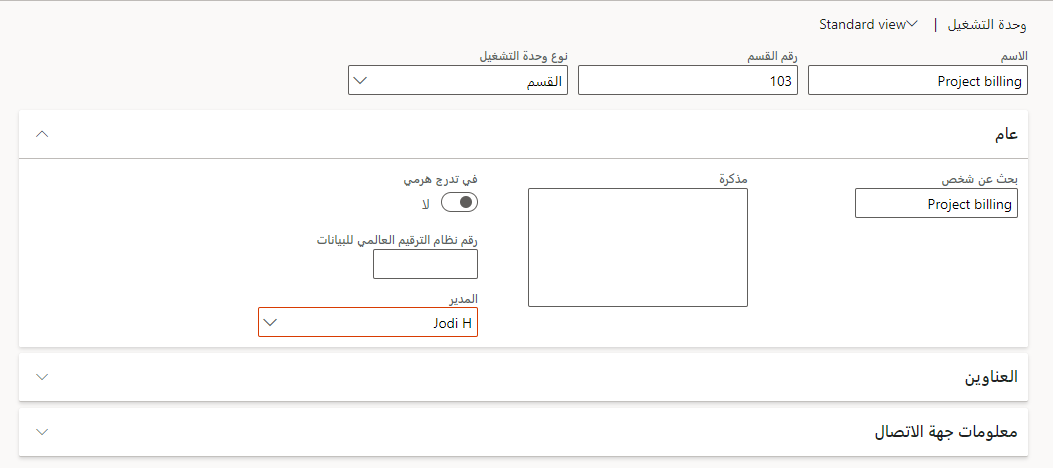 وحدة التشغيل | Standard view
الاسم
Project billing
رقم القسم
103
نوع وحدة التشغيل
القسم
عام
بحث عن شخص
Project billing
مذكرة
في تدرج هرمي
لا
رقم نظام الترقيم العالمي للبيانات
المدير
Jodi H
العناوين
معلومات جهة الاتصال